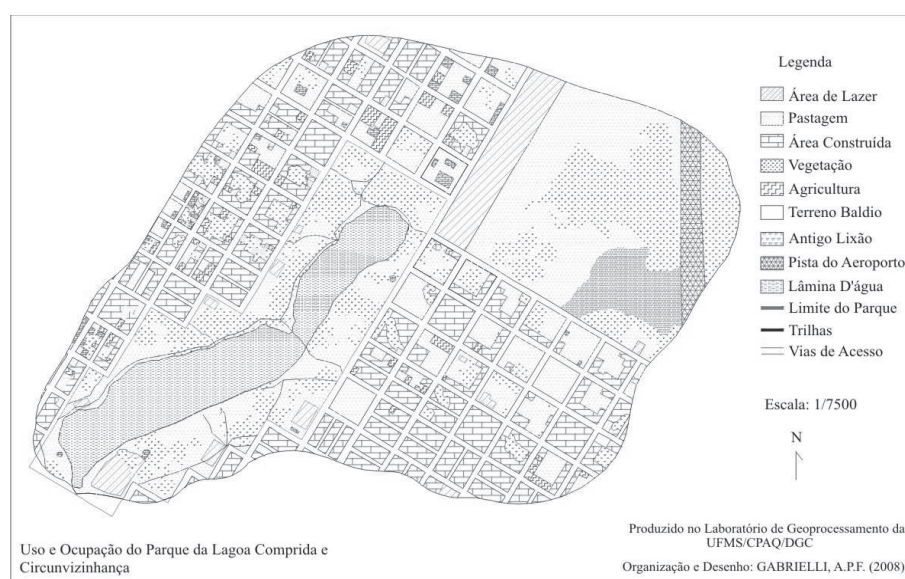 Legenda
Área de Lazer
Pastagem
Área Construída
Vegetação
Agricultura
Terreno Baldio
Antigo Lixão
Pista do Aeroporto
Lâmina D'água
Limite do Parque
Trilhas
Vias de Acesso
Escala: 1/7500
N
Uso e Ocupação do Parque da Lagoa Comprida e
Circunvizinhança
Produzido no Laboratório de Geoprocessamento da
UFMS/CPAQ/DGC
Organização e Desenho: GABRIELLI, A.P.F. (2008)